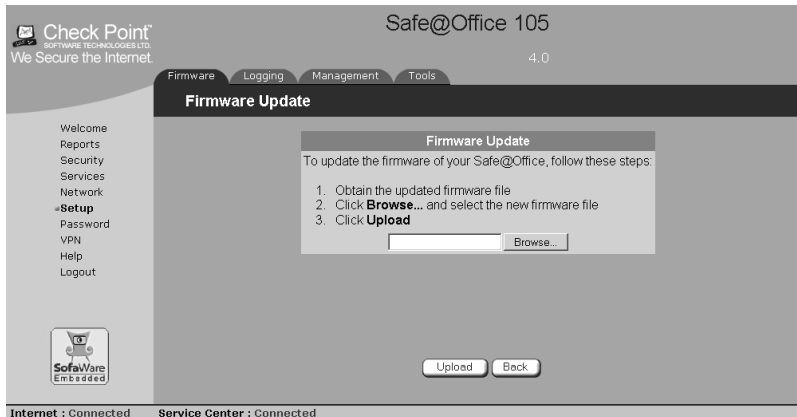 Check Point™
SOFTWARE TECHNOLOGIES LTD.
We Secure the Internet.
Safe@Office 105
4.0
Firmware Logging Management Tools
Firmware Update
Welcome
Reports
Security
Services
Network
Setup
Password
VPN
Help
Logout
Firmware Update
To update the firmware of your Safe@Office, follow these steps:
1. Obtain the updated firmware file
2. Click Browse... and select the new firmware file
3. Click Upload
Browse...
SofaWare
Embedded
Upload Back
Internet : Connected Service Center : Connected